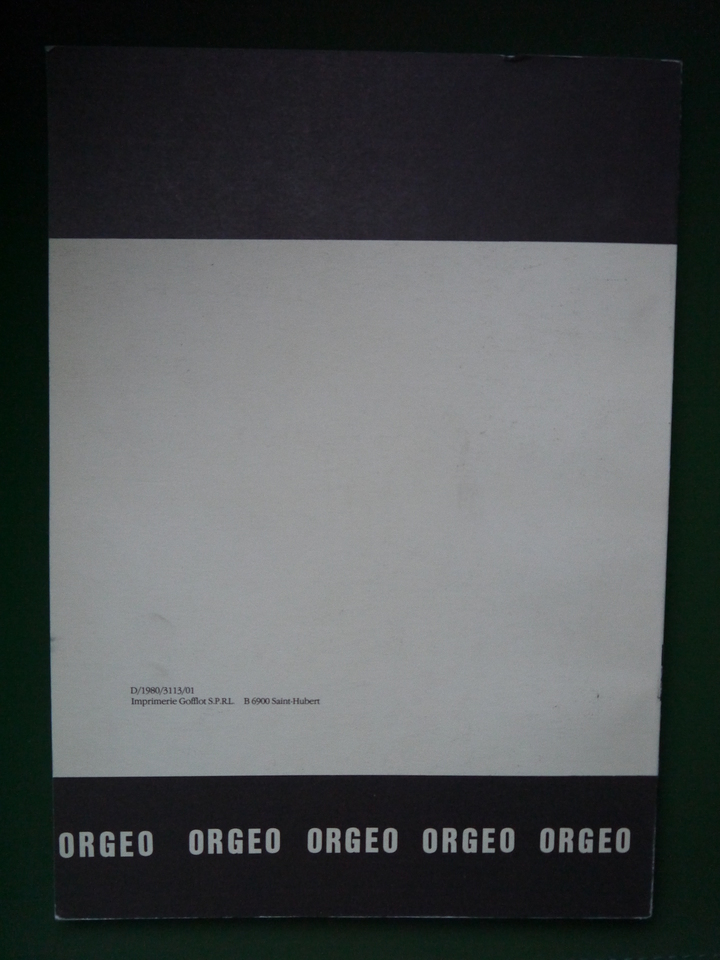 D/1980/3113/01
Imprimerie Gofflot S.P.R.L. B 6900 Saint-Hubert
ORGEO ORGEO ORGEO ORGEO ORGEO